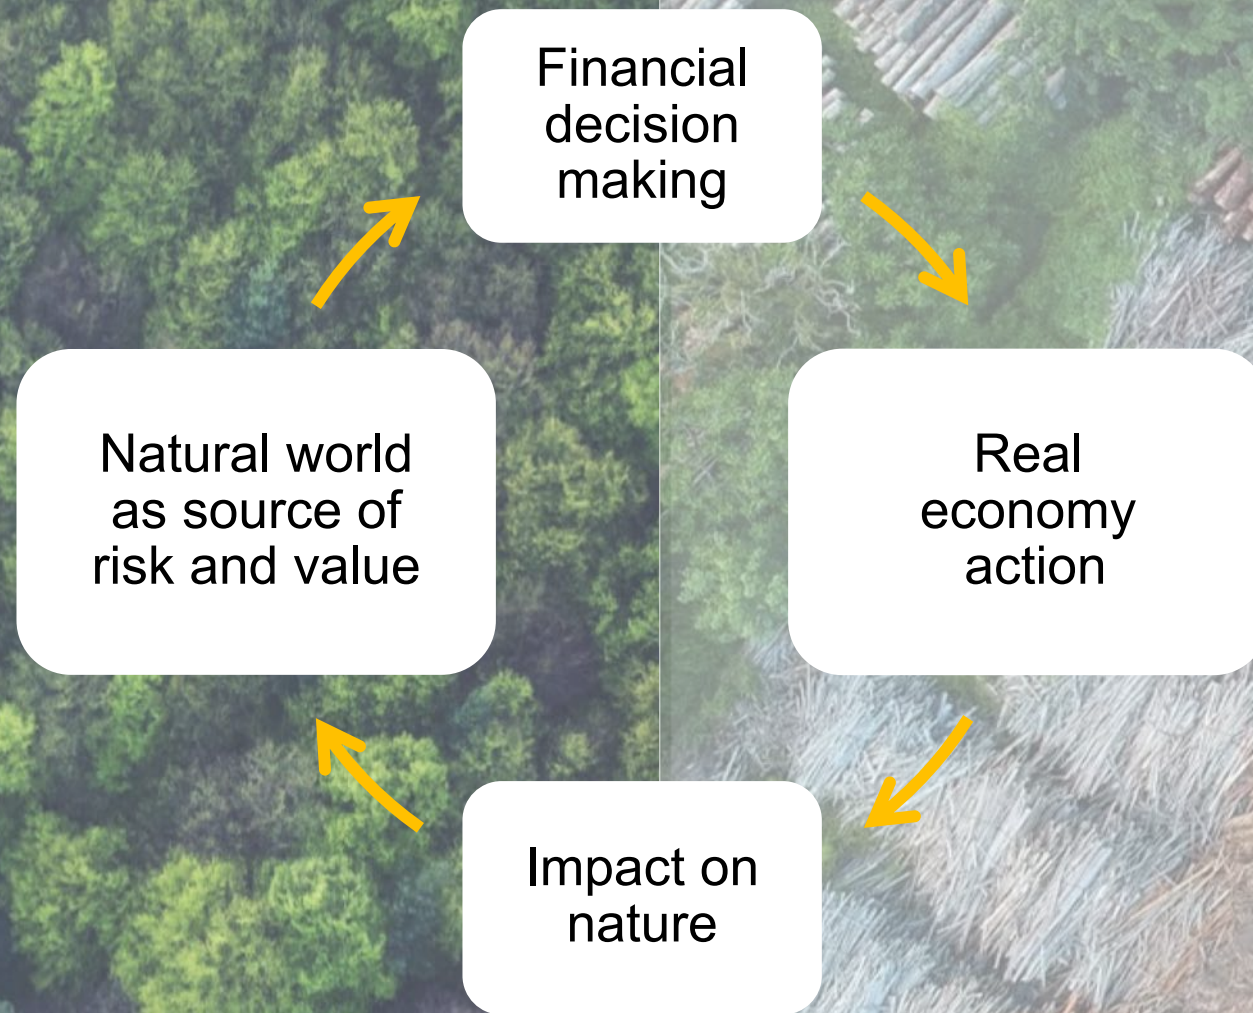 Financial
decision
making
Natural world
as source of
risk and value
Real
economy
action
Impact on
nature